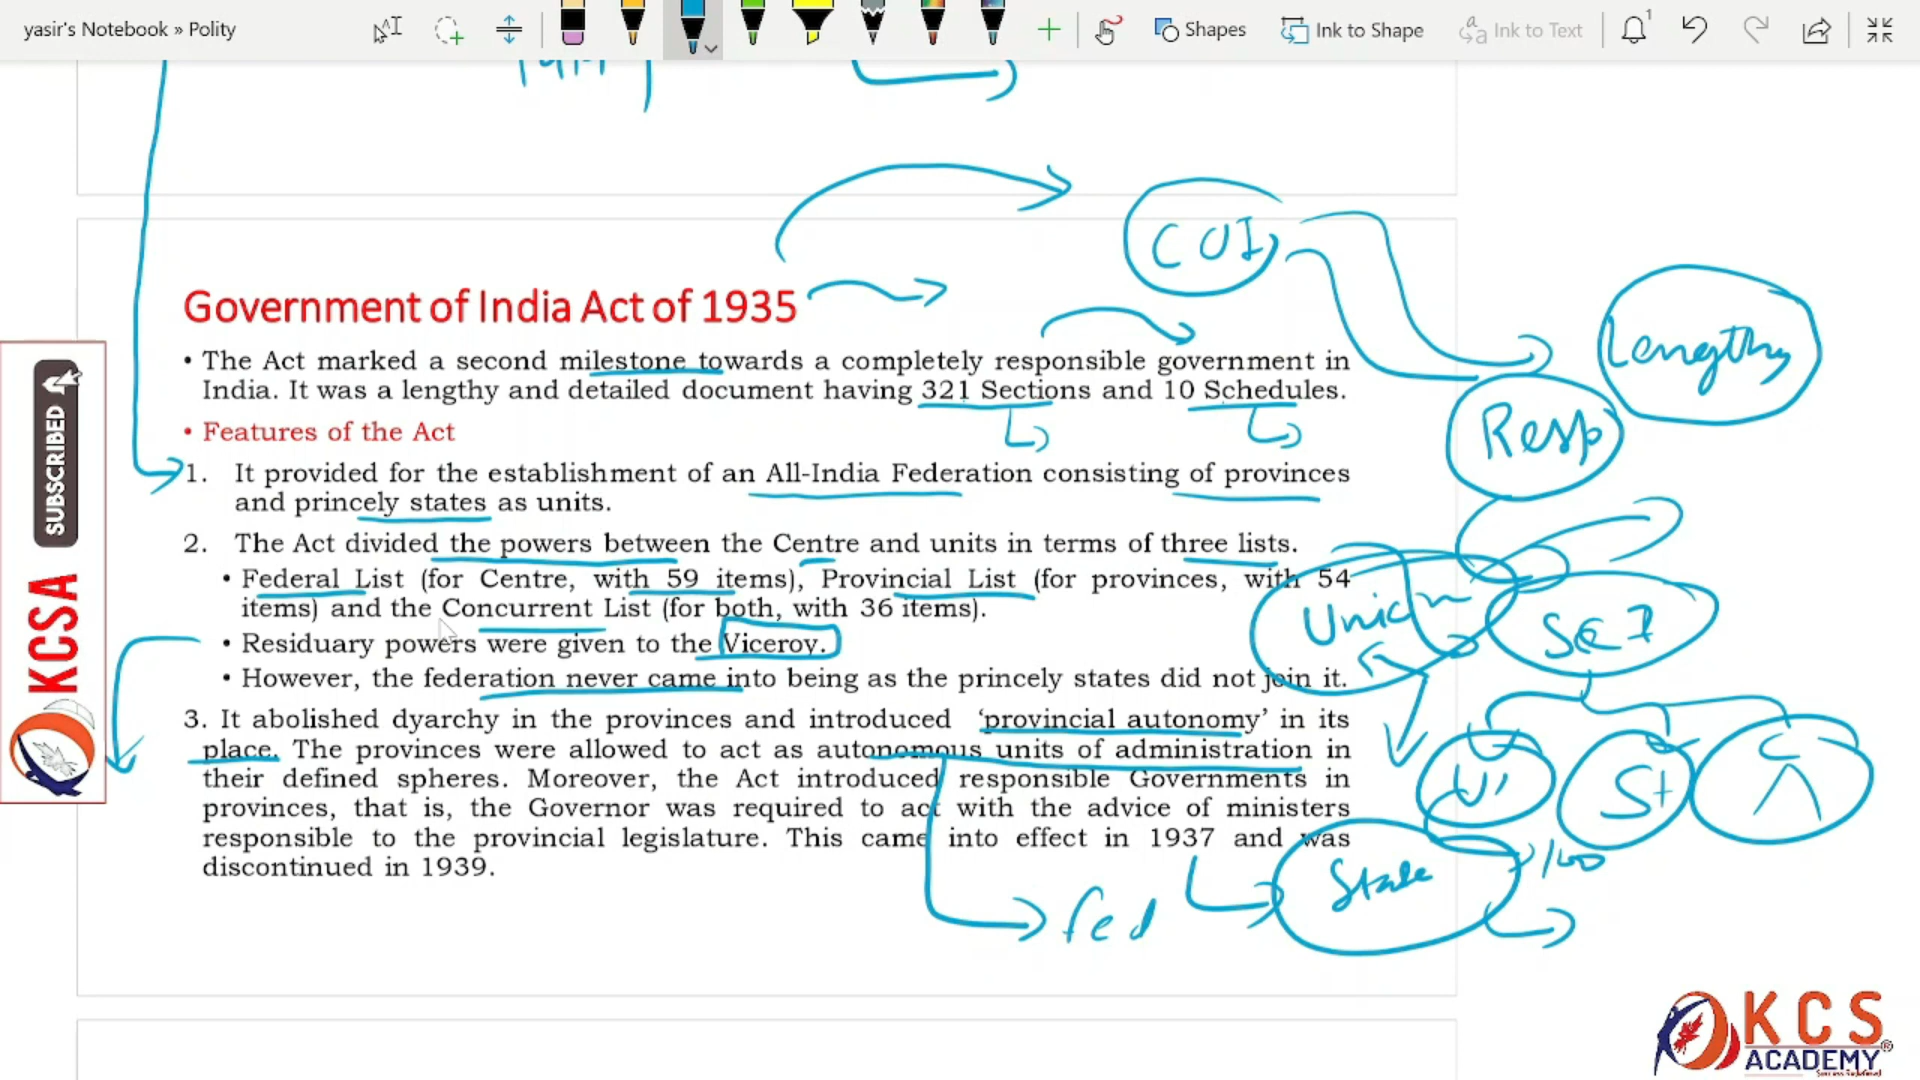 yasir's Notebook » Polity
Shapes
Ink to Shape
Ink to Text
1
COI
Government of India Act of 1935
Lengthy
• The Act marked a second milestone towards a completely responsible government in
India. It was a lengthy and detailed document having 321 Sections and 10 Schedules.
Resp
• Features of the Act
1. It provided for the establishment of an All-India Federation consisting of provinces
and princely states as units.
2. The Act divided the powers between the Centre and units in terms of three lists.
• Federal List (for Centre, with 59 items), Provincial List (for provinces, with 54
items) and the Concurrent List (for both, with 36 items).
Union
• Residuary powers were given to the Viceroy.
• However, the federation never came into being as the princely states did not join it.
3. It abolished dyarchy in the provinces and introduced ‘provincial autonomy’ in its
place. The provinces were allowed to act as autonomous units of administration in
their defined spheres. Moreover, the Act introduced responsible Governments in
provinces, that is, the Governor was required to act with the advice of ministers
responsible to the provincial legislature. This came into effect in 1937 and was
discontinued in 1939.
St
State
fed
SUBSCRIBED
KCSA
KCS
ACADEMY®